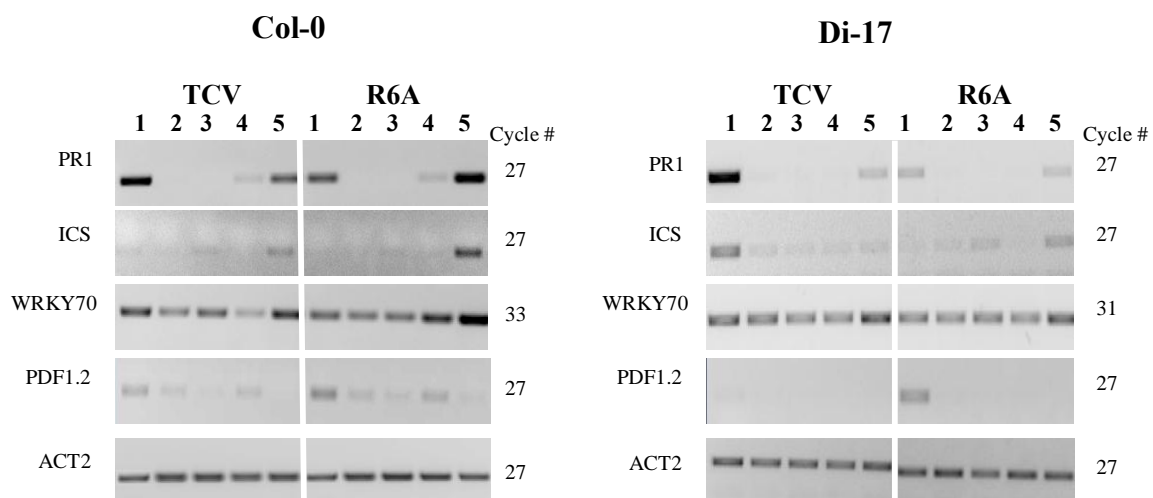 Col-0 Di-17
TCV R6A TCV R6A
1 2 3 4 5 1 2 3 4 5 Cycle # 1 2 3 4 5 1 2 3 4 5 Cycle #
PR1 27 PR1 27
ICS 27 ICS 27
WRKY70 33 WRKY70 31
PDF1.2 27 PDF1.2 27
ACT2 27 ACT2 27